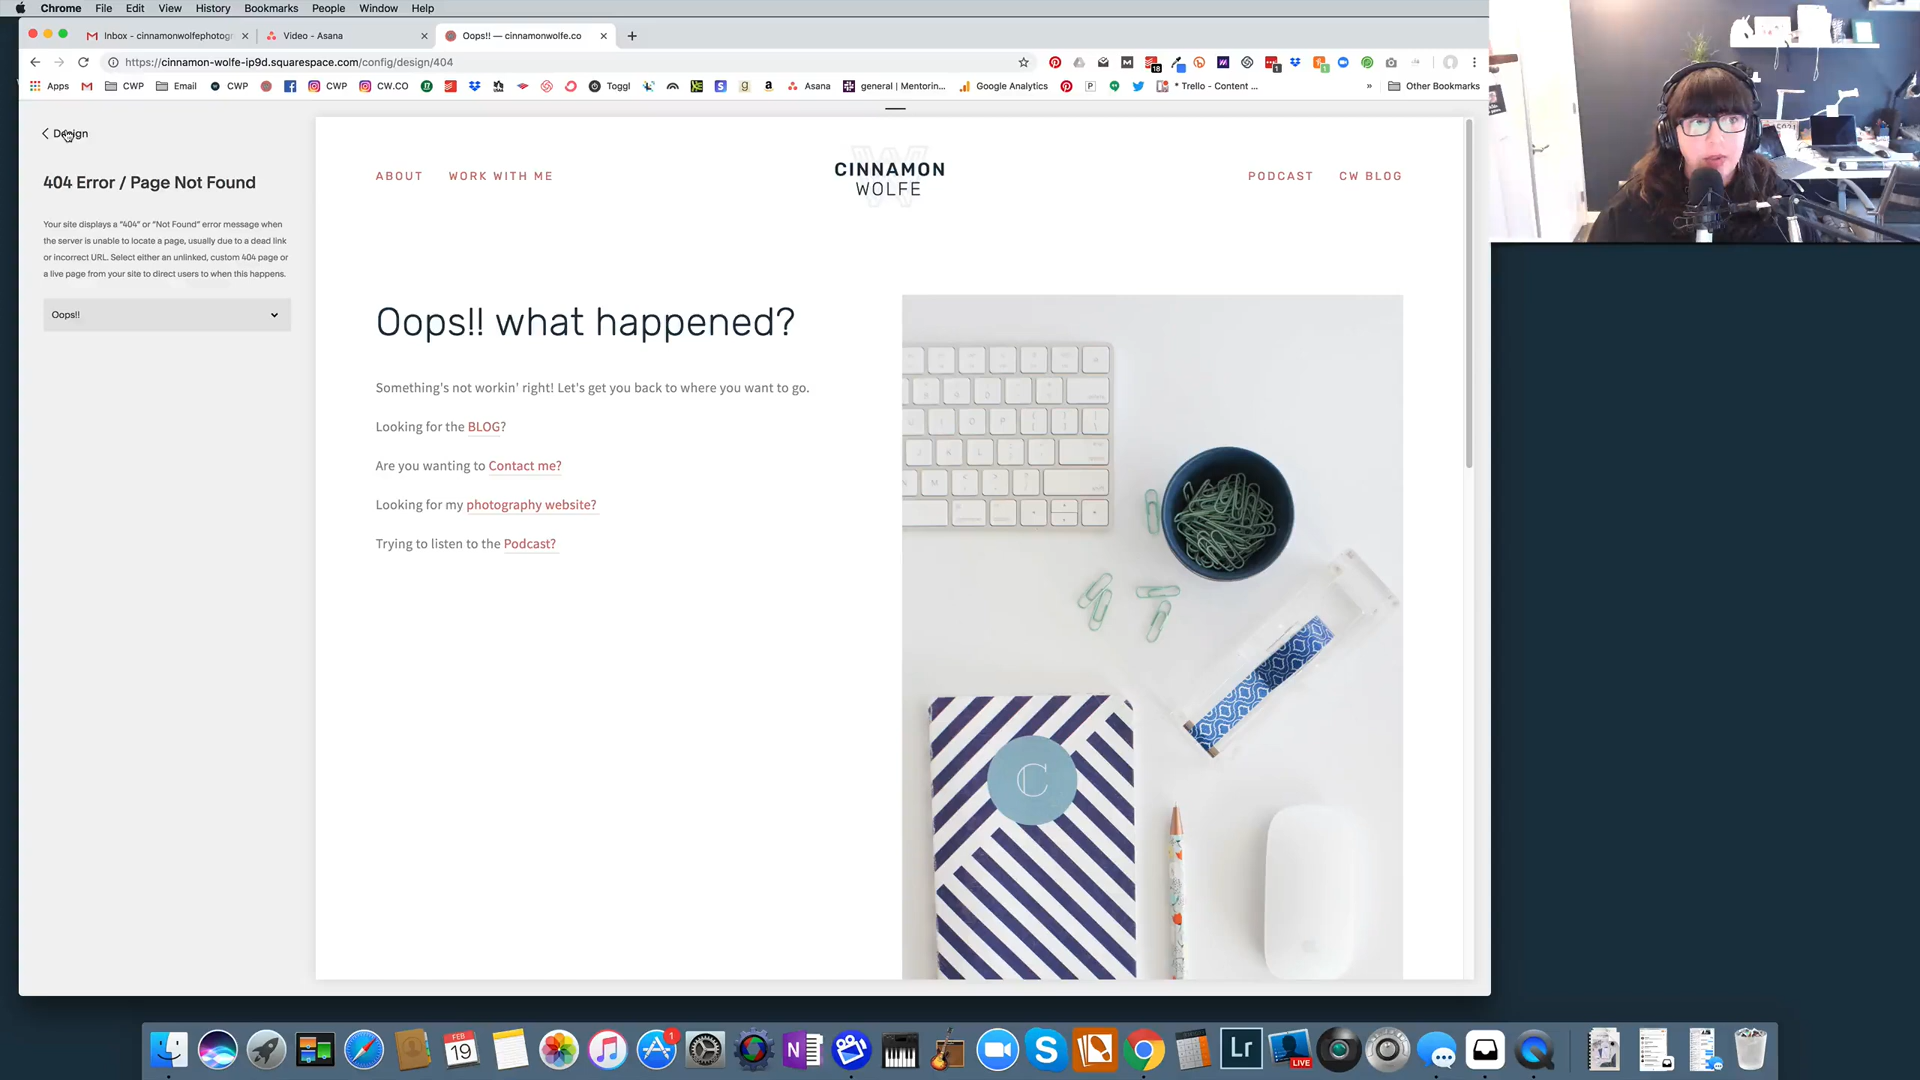 Chrome File Edit View History Bookmarks People Window Help
Inbox - cinnamonwolfephotogr
Video - Asana
Oops!! — cinnamonwolfe.co
https://cinnamon-wolfe-ip9d.squarespace.com/config/design/404
Apps CWP Email CWP CWP CW.CO Toggl Asana general | Mentorin... Google Analytics * Trello - Content ... » Other Bookmarks
Design
404 Error / Page Not Found
Your site displays a "404" or "Not Found" error message when
the server is unable to locate a page, usually due to a dead link
or incorrect URL. Select either an unlinked, custom 404 page or
a live page from your site to direct users to when this happens.
Oops!!
ABOUT WORK WITH ME
CINNAMON
WOLFE
PODCAST CW BLOG
Oops!! what happened?
Something's not workin' right! Let's get you back to where you want to go.
Looking for the BLOG?
Are you wanting to Contact me?
Looking for my photography website?
Trying to listen to the Podcast?
C
FEB
19
N
S
Lr
LIVE
1
18